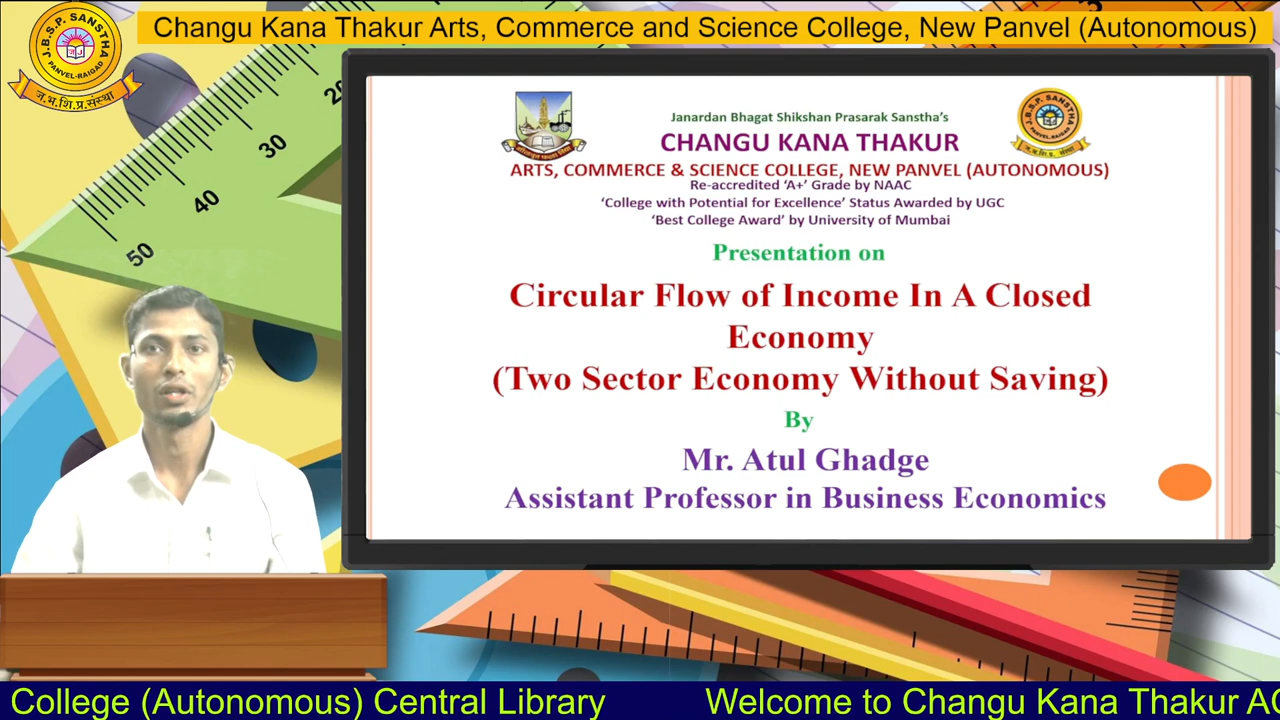 Changu Kana Thakur Arts, Commerce and Science College, New Panvel (Autonomous)
J.B.S.P. SANSTHA
PANVEL-RAIGAD
ज.भ.शि.प्र.संस्था
30
40
50
Janardan Bhagat Shikshan Prasarak Sanstha's
CHANGU KANA THAKUR
ARTS, COMMERCE & SCIENCE COLLEGE, NEW PANVEL (AUTONOMOUS)
Re-accredited 'A+' Grade by NAAC
'College with Potential for Excellence' Status Awarded by UGC
'Best College Award' by University of Mumbai
J.B.S.P. SANSTHA
PANVEL-RAIGAD
Presentation on
Circular Flow of Income In A Closed
Economy
(Two Sector Economy Without Saving)
By
Mr. Atul Ghadge
Assistant Professor in Business Economics
College (Autonomous) Central Library Welcome to Changu Kana Thakur AC